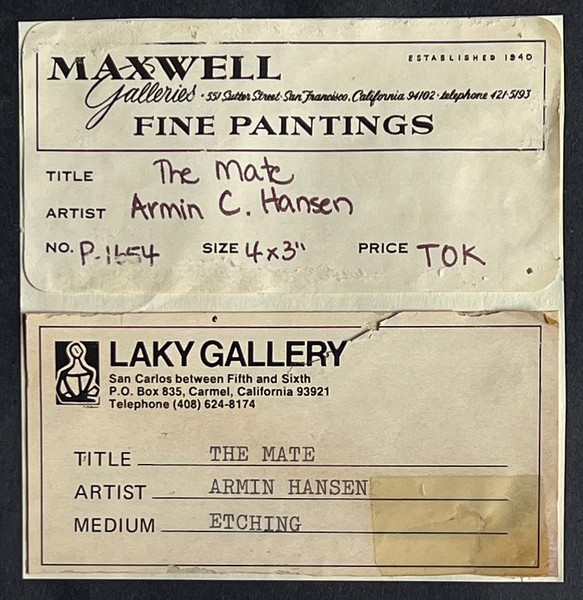 MAXWELL
ESTABLISHED 1940
Galleries · 551 Sutter Street · San Francisco, California 94102 · telephone 421-5193
FINE PAINTINGS
TITLE The Mate
ARTIST Armin C. Hansen
NO. P-1654 SIZE 4x3" PRICE TOK
LAKY GALLERY
San Carlos between Fifth and Sixth
P.O. Box 835, Carmel, California 93921
Telephone (408) 624-8174
TITLE THE MATE
ARTIST ARMIN HANSEN
MEDIUM ETCHING